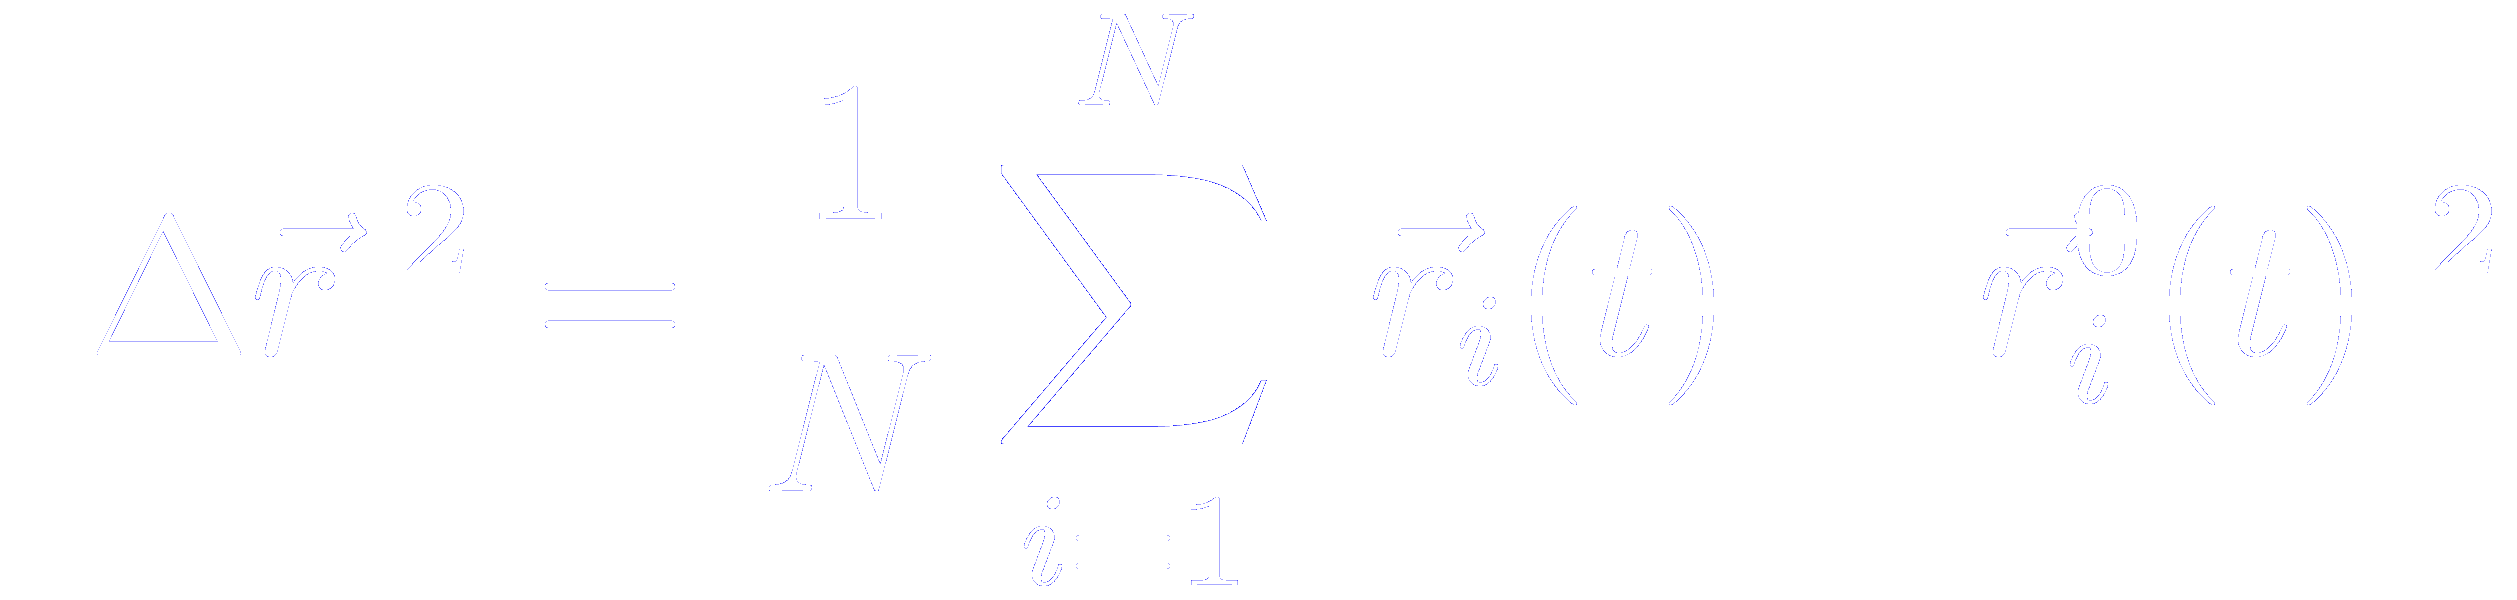 Δr⃗² = 1/N ∑_{i=1}^{N} r⃗_i(t) r⃗_i^0(t) ²